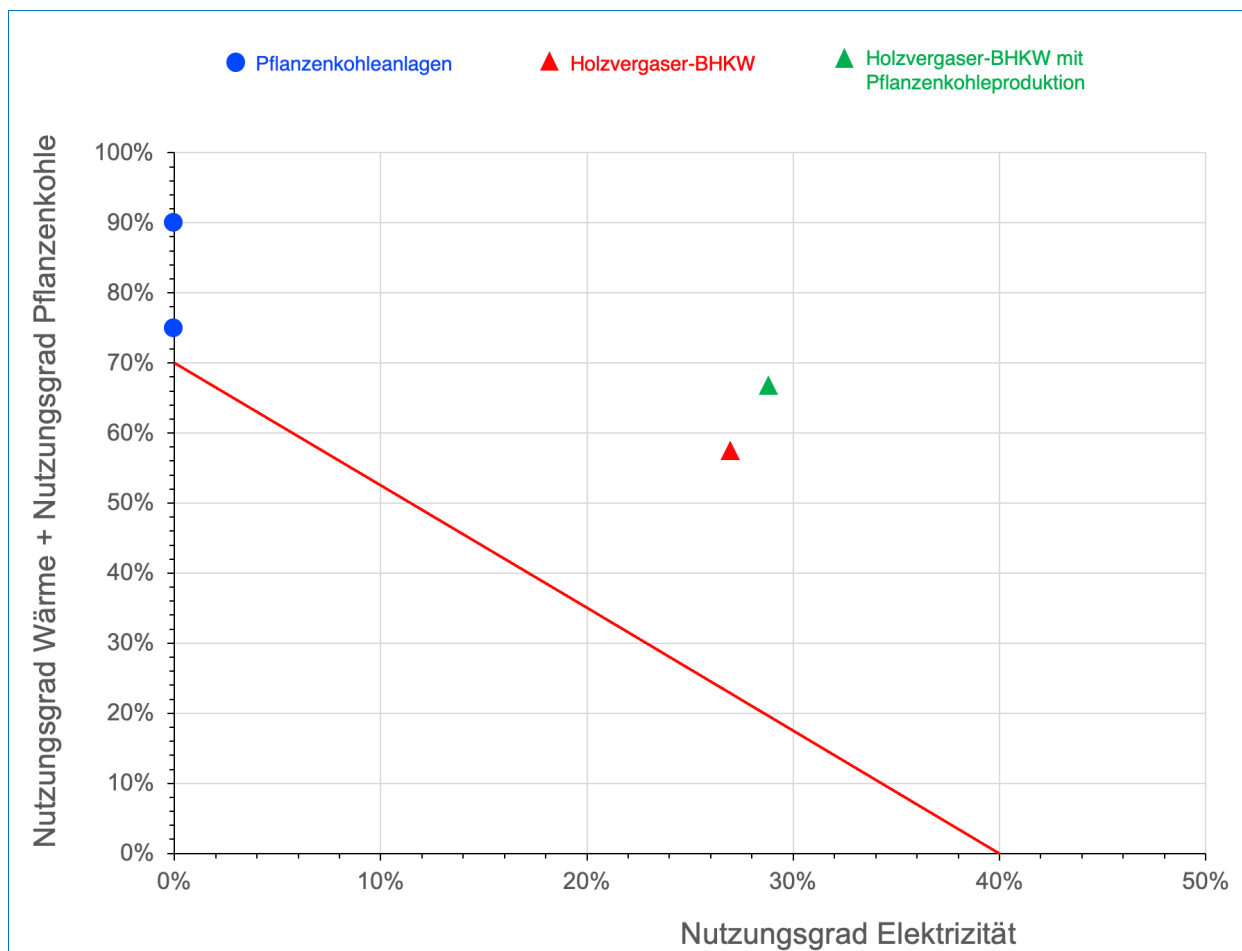 Pflanzenkohleanlagen
Holzvergaser-BHKW
Holzvergaser-BHKW mit
Pflanzenkohleproduktion
Nutzungsgrad Wärme + Nutzungsgrad Pflanzenkohle
100%
90%
80%
70%
60%
50%
40%
30%
20%
10%
0%
0%
10%
20%
30%
40%
50%
Nutzungsgrad Elektrizität